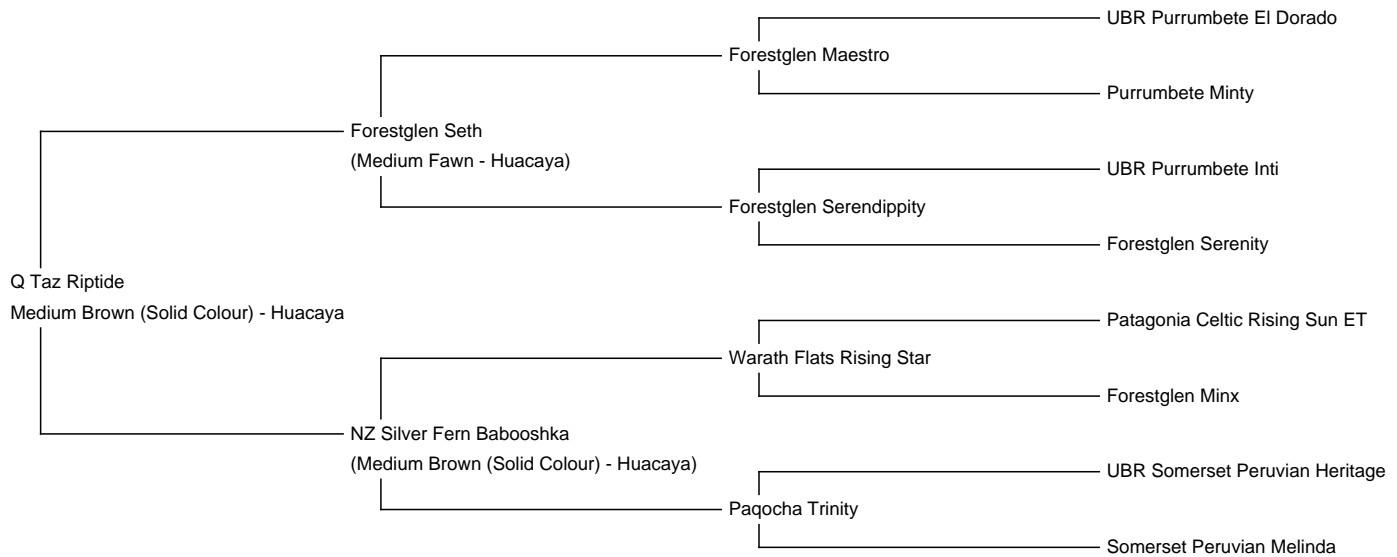 UBR Purrumbete El Dorado
Forestglen Maestro
Purrumbete Minty
Forestglen Seth
(Medium Fawn - Huacaya)
UBR Purrumbete Inti
Forestglen Serendippity
Forestglen Serenity
Q Taz Riptide
Medium Brown (Solid Colour) - Huacaya
Patagonia Celtic Rising Sun ET
Warath Flats Rising Star
Forestglen Minx
NZ Silver Fern Babooshka
(Medium Brown (Solid Colour) - Huacaya)
UBR Somerset Peruvian Heritage
Paqocha Trinity
Somerset Peruvian Melinda